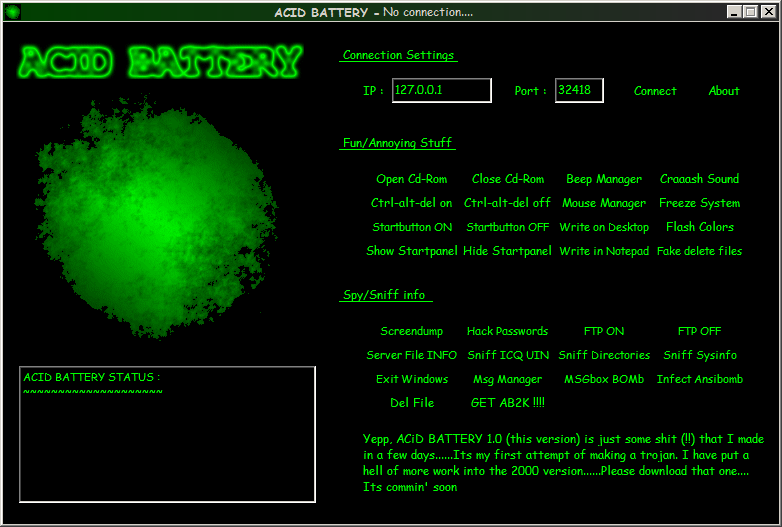 ACID BATTERY - No connection....
ACID BATTERY
Connection Settings
IP : 127.0.0.1 Port : 32418 Connect About
Fun/Annoying Stuff
Open Cd-Rom Close Cd-Rom Beep Manager Craaash Sound
Ctrl-alt-del on Ctrl-alt-del off Mouse Manager Freeze System
Startbutton ON Startbutton OFF Write on Desktop Flash Colors
Show Startpanel Hide Startpanel Write in Notepad Fake delete files
Spy/Sniff info
Screendump Hack Passwords FTP ON FTP OFF
Server File INFO Sniff ICQ UIN Sniff Directories Sniff Sysinfo
Exit Windows Msg Manager MSGbox BOMb Infect Ansibomb
Del File GET AB2K !!!!
ACID BATTERY STATUS :
~~~~~~~~~~~~~~~~~~~~
Yepp, ACiD BATTERY 1.0 (this version) is just some shit (!!) that I made
in a few days......Its my first attempt of making a trojan. I have put a
hell of more work into the 2000 version......Please download that one....
Its commin' soon